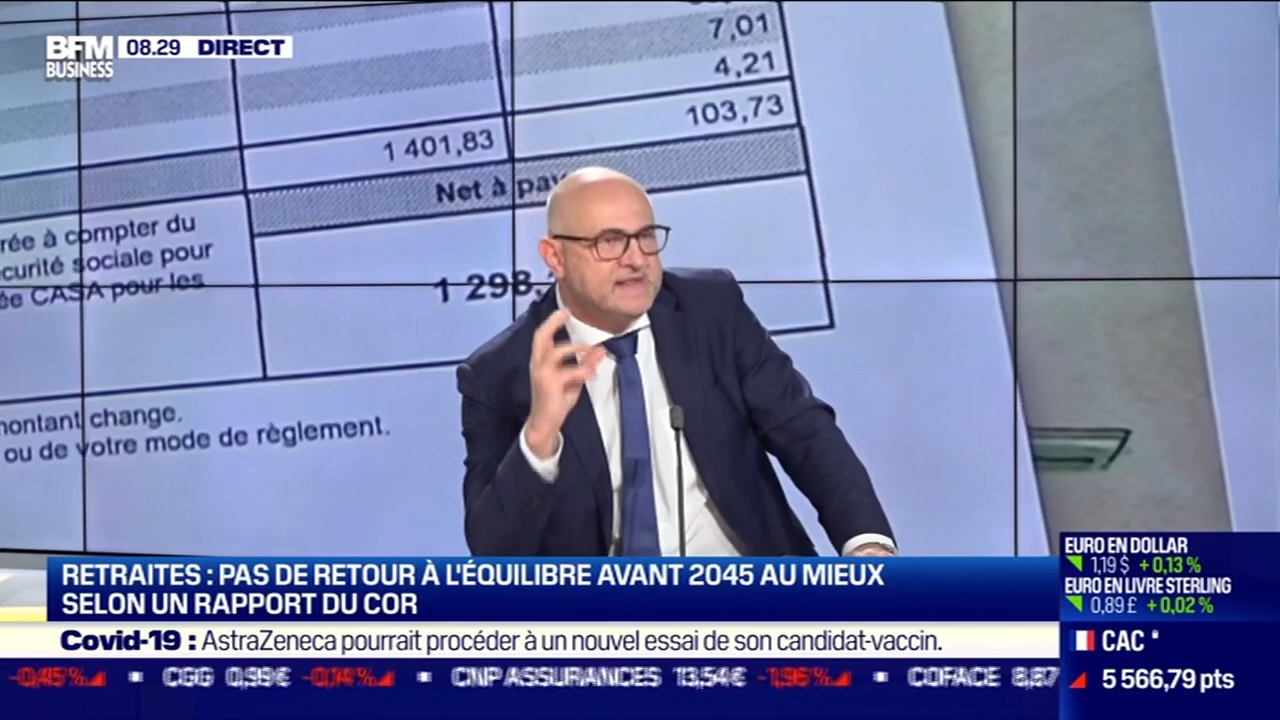 BFM
BUSINESS
08.29 DIRECT
7,01
4,21
103,73
1 401,83
Net à pay
rée à compter du
curité sociale pour
ée CASA pour les
1 298,
montant change.
ou de votre mode de règlement.
RETRAITES : PAS DE RETOUR À L'ÉQUILIBRE AVANT 2045 AU MIEUX
SELON UN RAPPORT DU COR
Covid-19 : AstraZeneca pourrait procéder à un nouvel essai de son candidat-vaccin.
-0,45% CGG 0,99€ -0,14% CNP ASSURANCES 13,54€ -1,96% COFACE 8,87
EURO EN DOLLAR
1,19 $ +0,13 %
EURO EN LIVRE STERLING
0,89 £ +0,02 %
CAC *
5 566,79 pts